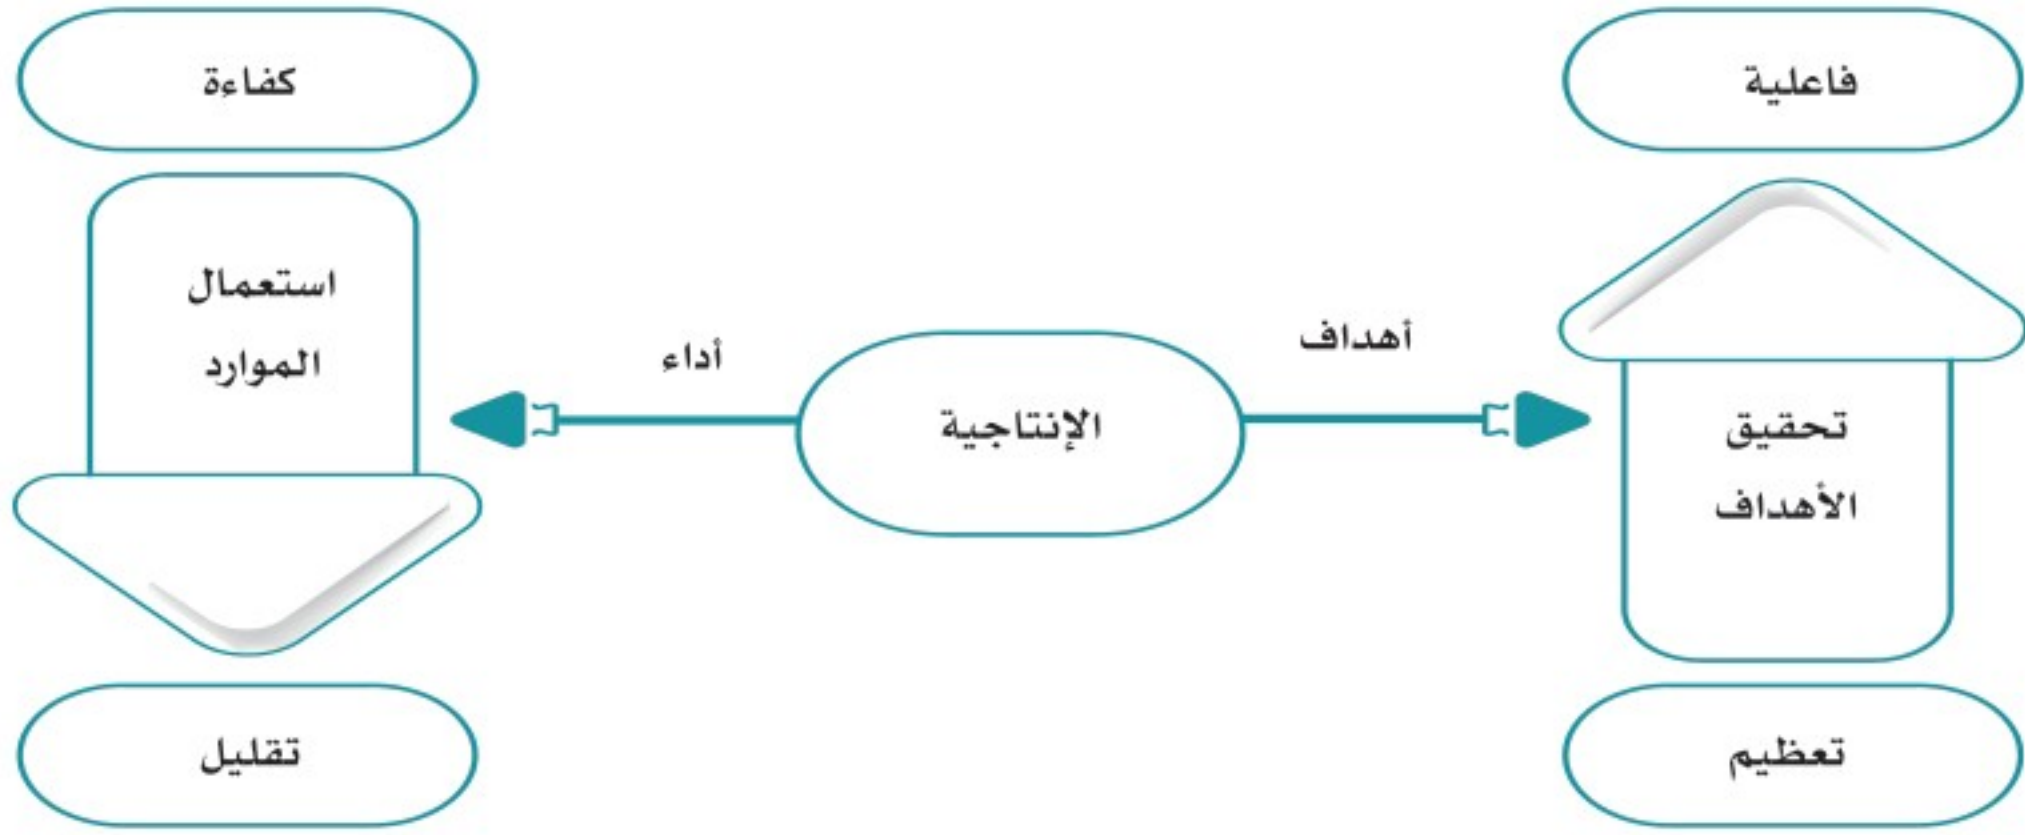 فاعلية
كفاءة
تحقيق
الأهداف
أهداف
الإنتاجية
أداء
استعمال
الموارد
تعظيم
تقليل